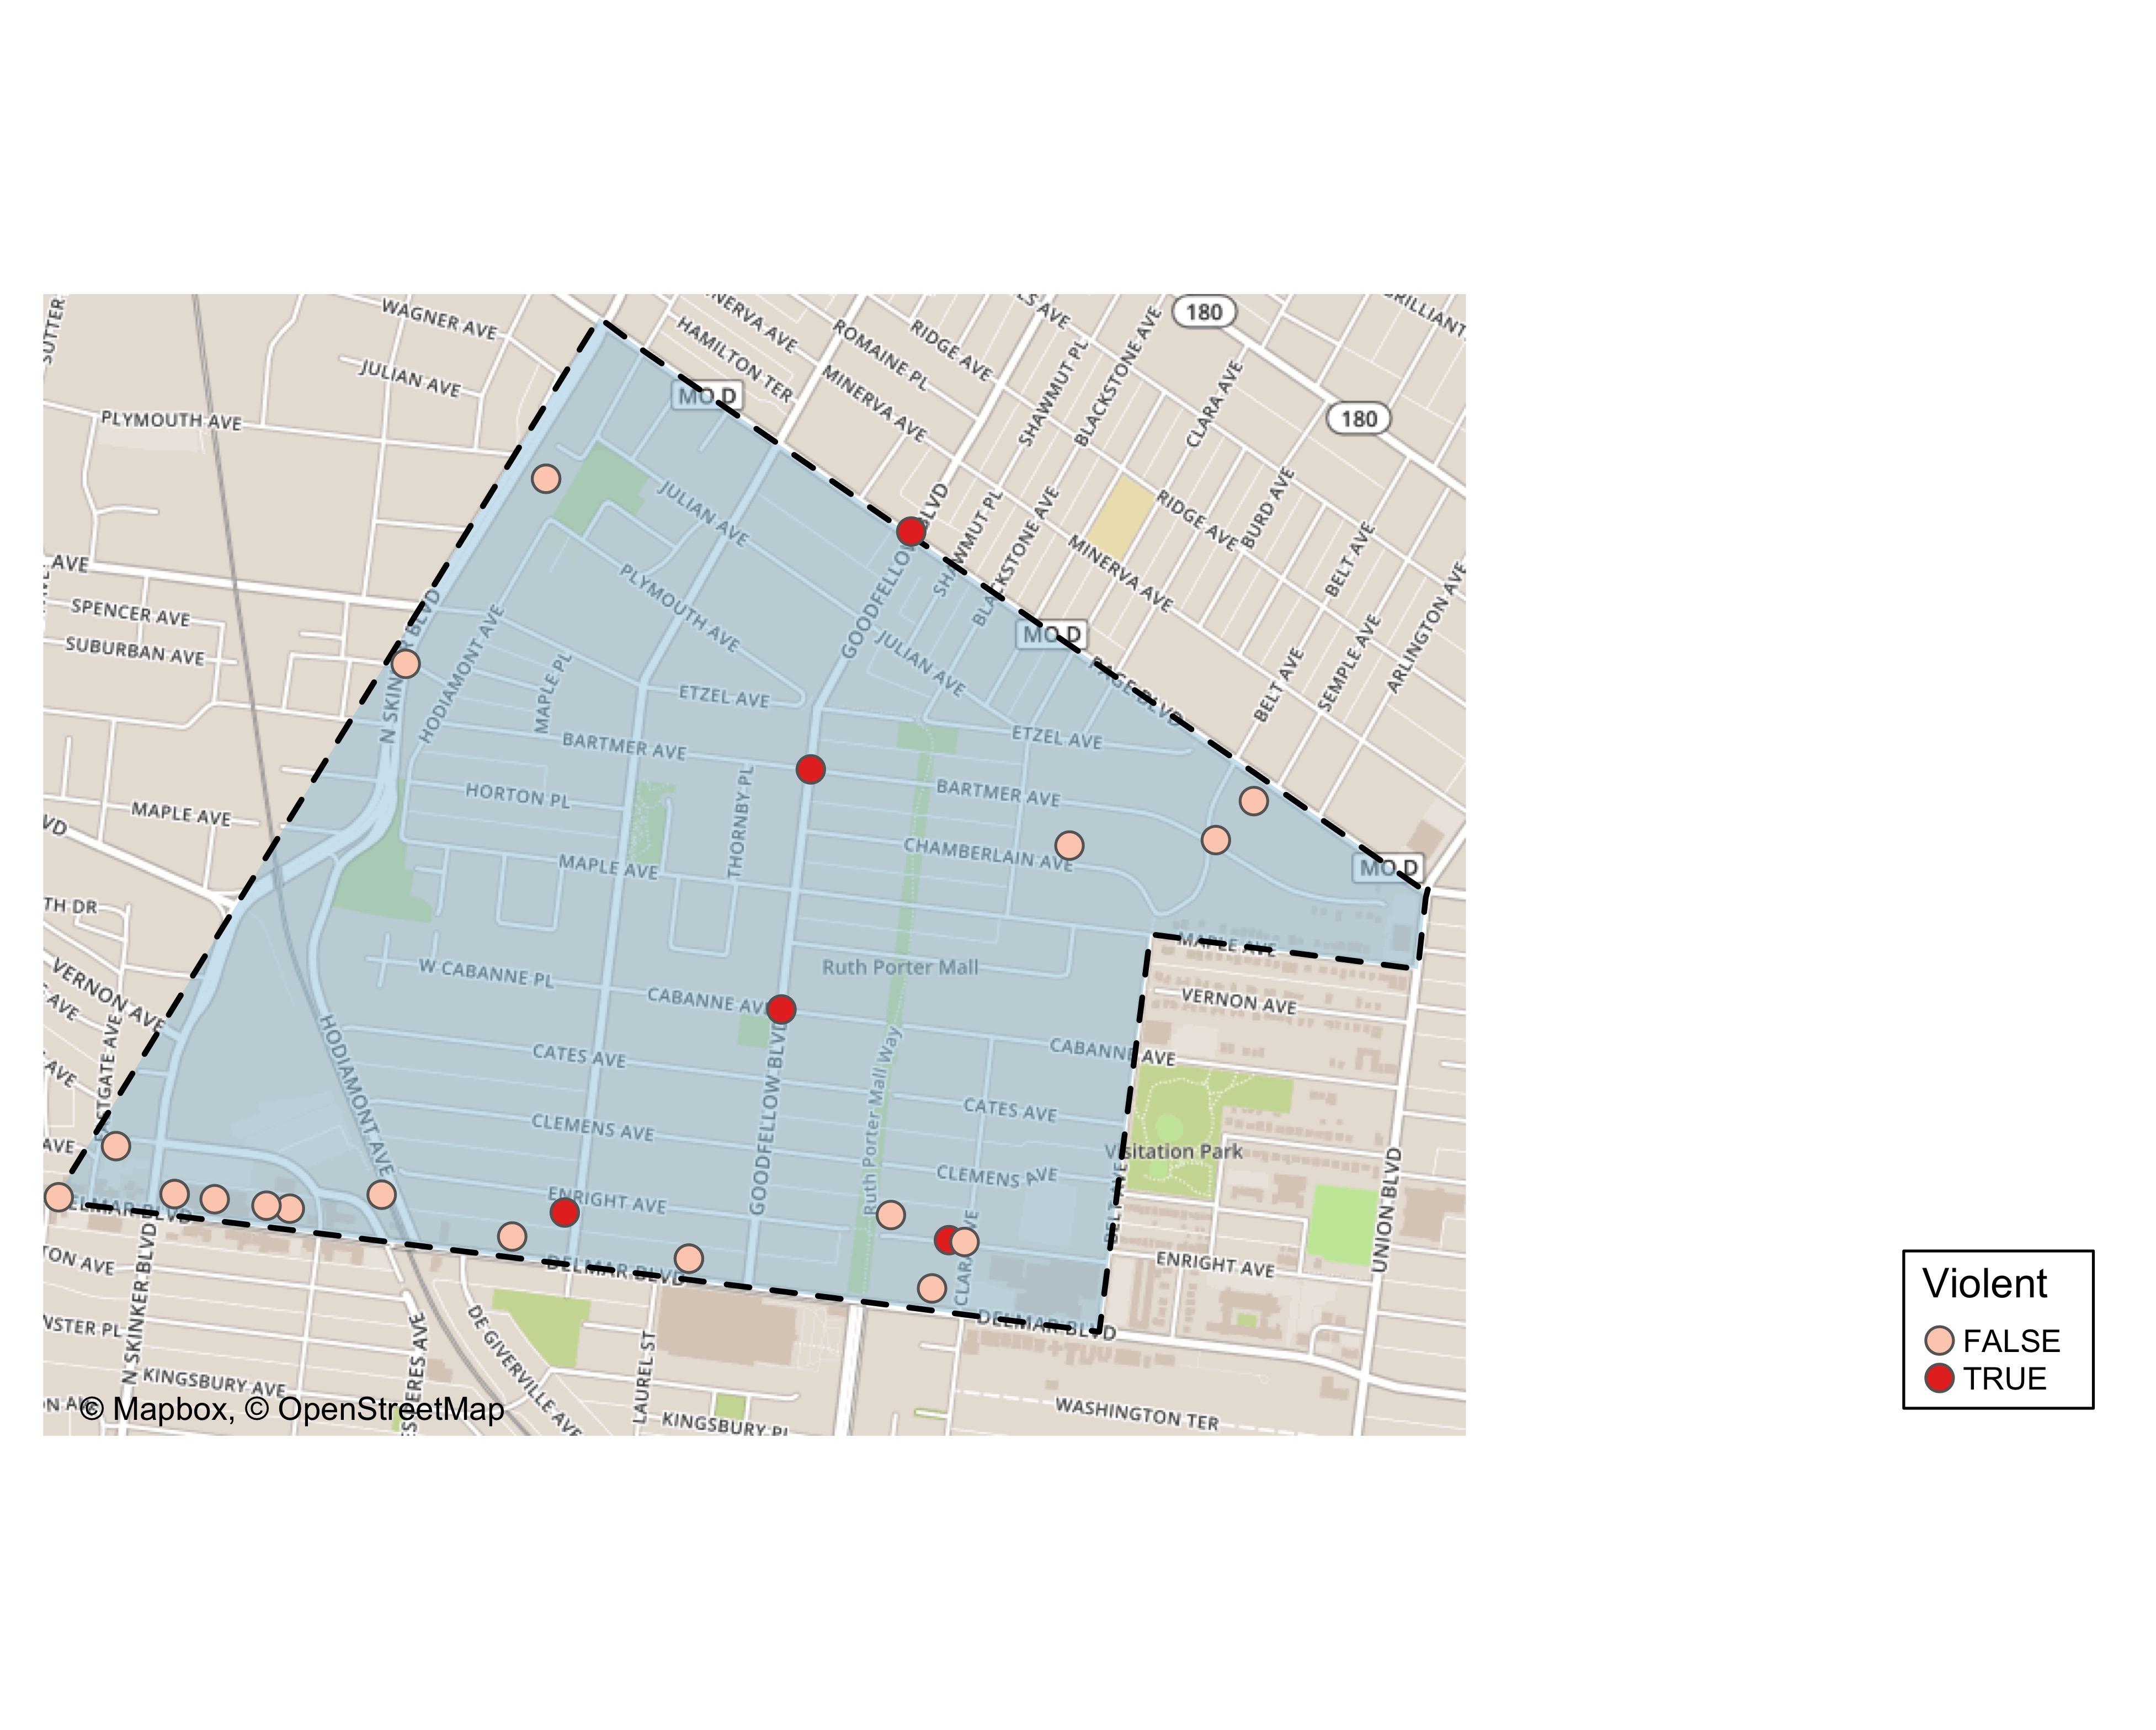 SUTTER
WAGNER AVE
JULIAN AVE
PLYMOUTH AVE
HAMILTON TER
ROMAINE PL
RIDGE AVE
MINERVA AVE
SHAWMUT PL
BLACKSTONE AVE
CLARA AVE
180
180
MO D
JULIAN AVE
GOODFELLOW BLVD
SHAWMUT PL
BLACKSTONE AVE
RIDGE AVE
BURD AVE
MINERVA AVE
BELT AVE
ARLINGTON AVE
AVE
SPENCER AVE
SUBURBAN AVE
HODIAMONT AVE
PLYMOUTH AVE
JULIAN AVE
MO D
PAGE BLVD
BELT AVE
SEMPLE AVE
MAPLE PL
ETZEL AVE
ETZEL AVE
BARTMER AVE
BARTMER AVE
HORTON PL
THORNBY PL
MAPLE AVE
MAPLE AVE
CHAMBERLAIN AVE
MO D
TH DR
MAPLE AVE
VERNON AVE
VERNON AVE
AVE
W CABANNE PL
Ruth Porter Mall
CABANNE AVE
CABANNE AVE
CATES AVE
CATES AVE
HODIAMONT AVE
GOODFELLOW BLVD
Ruth Porter Mall Way
CLEMENS AVE
CLEMENS AVE
Visitation Park
AVE
AVE
ENRIGHT AVE
ENRIGHT AVE
BELT AVE
UNION BLVD
DELMAR BLVD
DELMAR BLVD
CLARA AVE
DELMAR BLVD
TON AVE
N SKINKER BLVD
NSTER PL
KINGSBURY AVE
DE GIVERVILLE AVE
LAUREL ST
KINGSBURY PL
WASHINGTON TER
© Mapbox, © OpenStreetMap
Violent
FALSE
TRUE